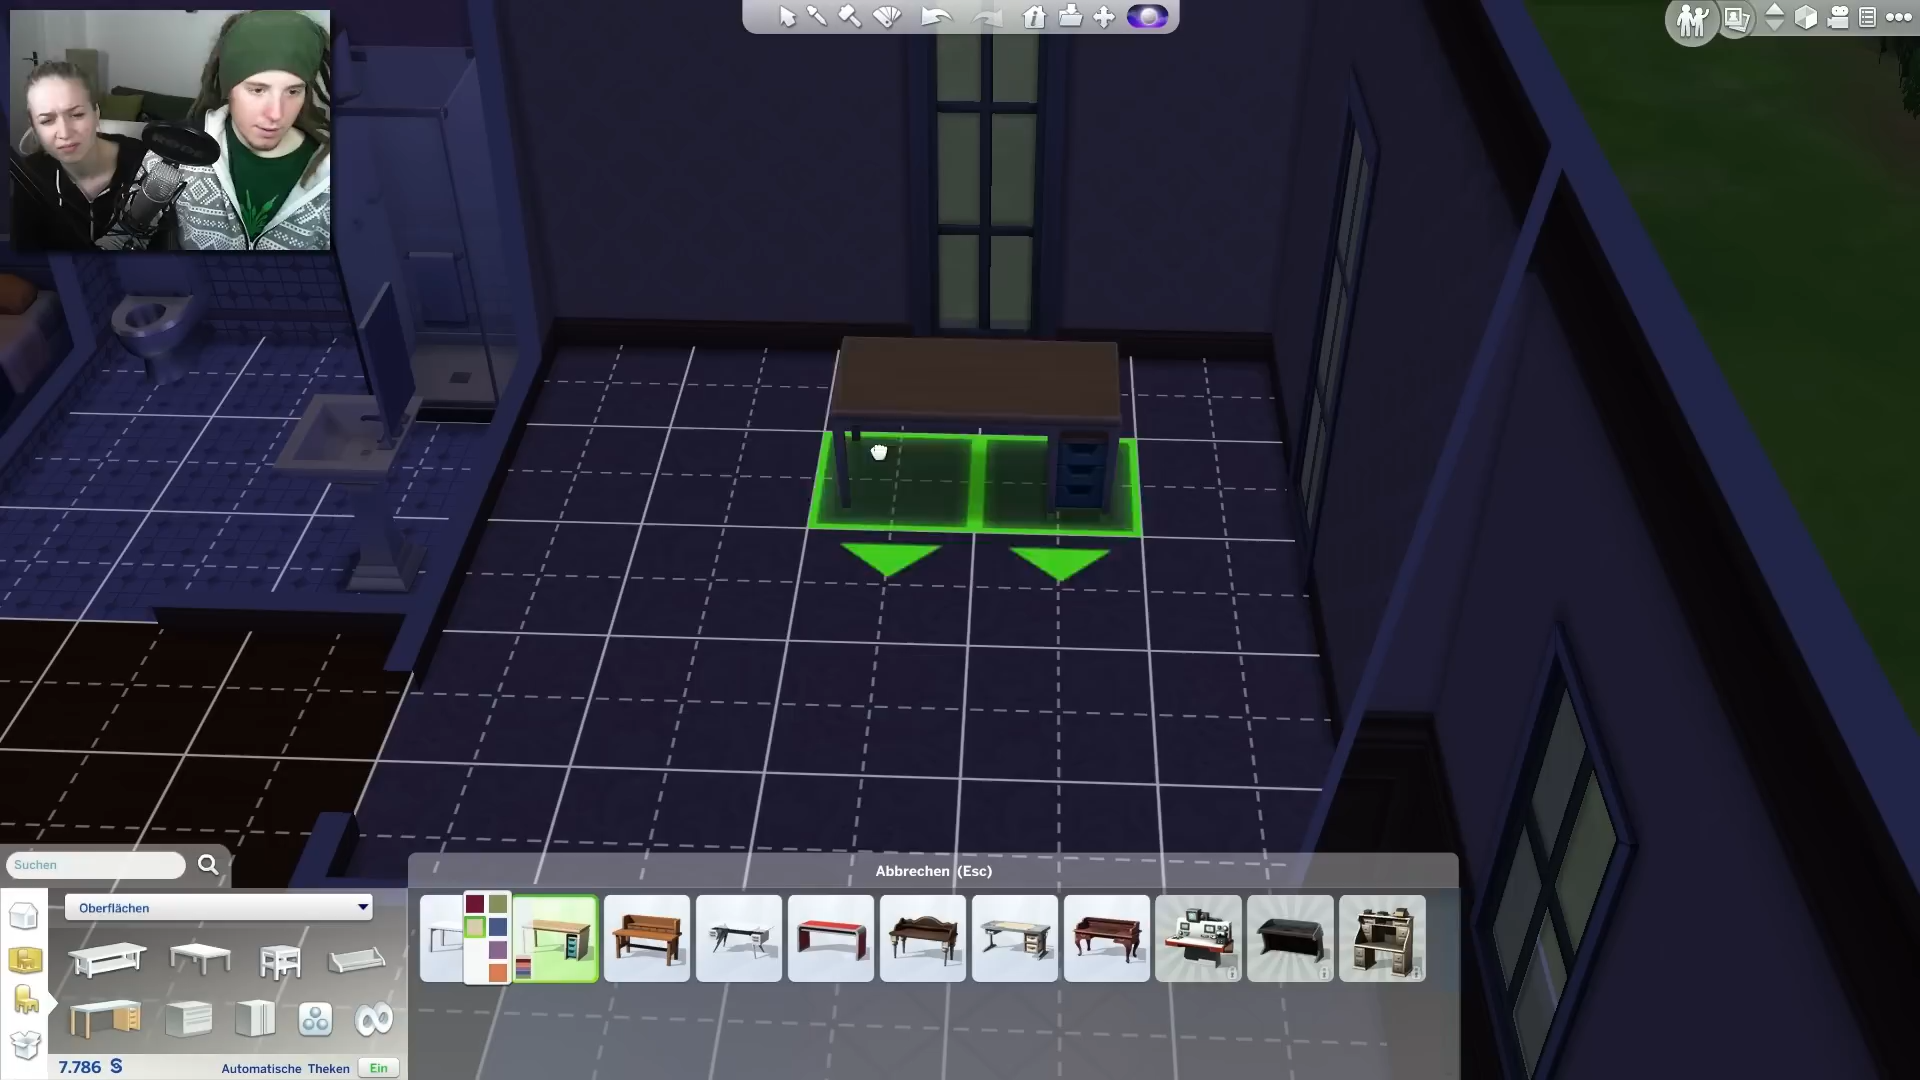 Suchen
Abbrechen (Esc)
Oberflächen
7.786 §
Automatische Theken Ein